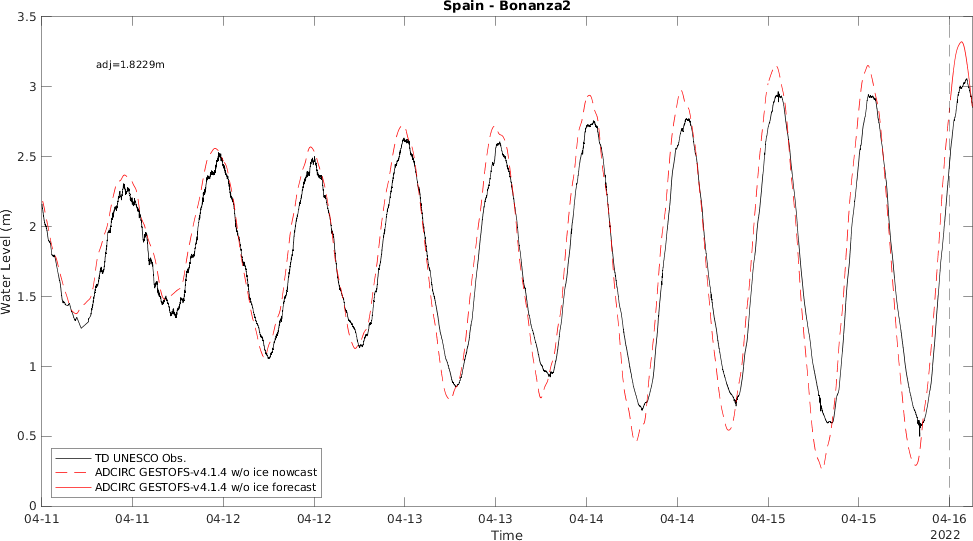 Spain - Bonanza2
adj=1.8229m
3.5
3
2.5
2
1.5
1
0.5
0
Water Level (m)
TD UNESCO Obs.
ADCIRC GESTOFS-v4.1.4 w/o ice nowcast
ADCIRC GESTOFS-v4.1.4 w/o ice forecast
04-11 04-11 04-12 04-12 04-13 04-13 04-14 04-14 04-15 04-15 04-16
Time 2022